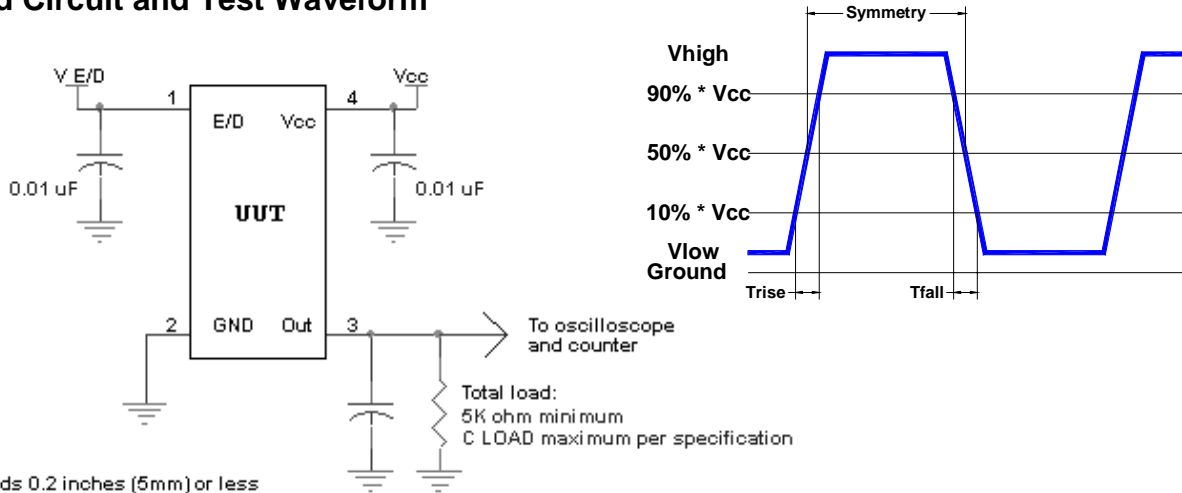 d Circuit and Test Waveform
V E/D
Vcc
1
4
E/D Vcc
0.01 uF
0.01 uF
UUT
2
GND Out
3
To oscilloscope
and counter
Total load:
5K ohm minimum
C LOAD maximum per specification
ds 0.2 inches (5mm) or less
Symmetry
Vhigh
90% * Vcc
50% * Vcc
10% * Vcc
Vlow
Ground
Trise
Tfall